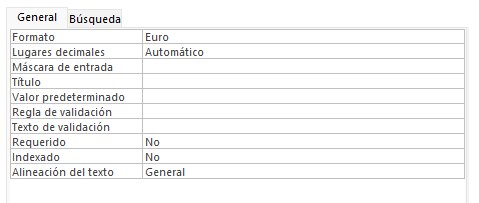 General Búsqueda
Formato Euro
Lugares decimales Automático
Máscara de entrada
Título
Valor predeterminado
Regla de validación
Texto de validación
Requerido No
Indexado No
Alineación del texto General